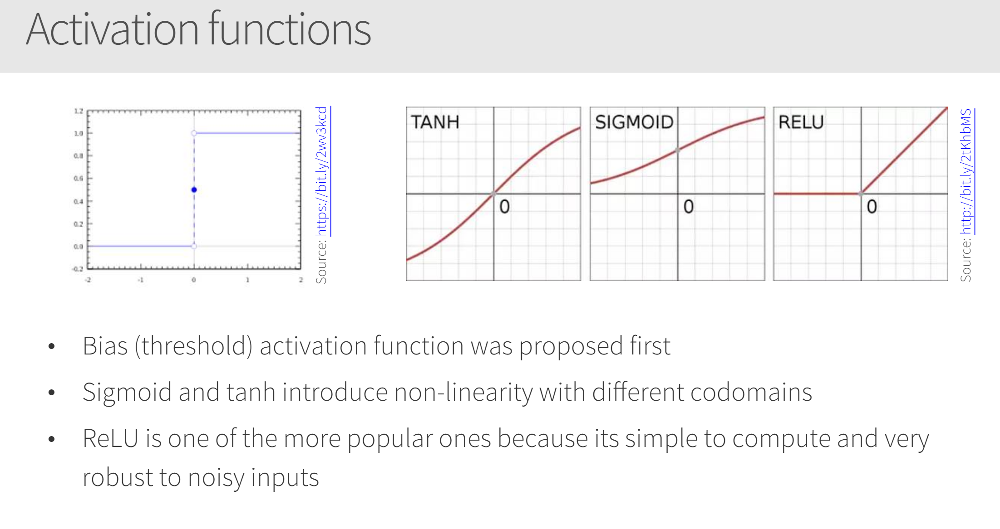 Activation functions
1.2
1.0
0.8
0.6
0.4
0.2
0.0
-0.2
-2 -1 0 1 2
Source: https://bit.ly/2wv3kcd
TANH
0
SIGMOID
0
RELU
0
Source: http://bit.ly/2tKhbMS
• Bias (threshold) activation function was proposed first
• Sigmoid and tanh introduce non-linearity with different codomains
• ReLU is one of the more popular ones because its simple to compute and very
robust to noisy inputs